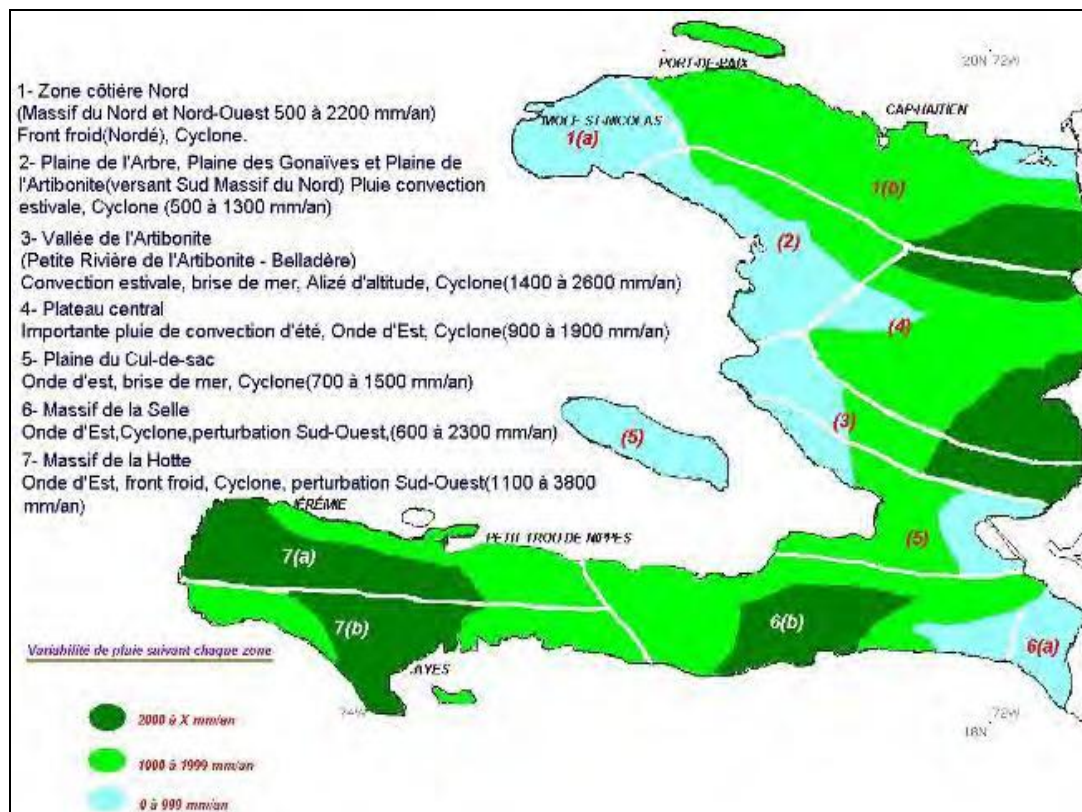 1- Zone côtiére Nord
(Massif du Nord et Nord-Ouest 500 à 2200 mm/an)
Front froid(Nordé), Cyclone.
2- Plaine de l'Arbre, Plaine des Gonaïves et Plaine de
l'Artibonite(versant Sud Massif du Nord) Pluie convection
estivale, Cyclone (500 à 1300 mm/an)
3- Vallée de l'Artibonite
(Petite Rivière de l'Artibonite - Belladère)
Convection estivale, brise de mer, Alizé d'altitude, Cyclone(1400 à 2600 mm/an)
4- Plateau central
Importante pluie de convection d'été, Onde d'Est, Cyclone(900 à 1900 mm/an)
5- Plaine du Cul-de-sac
Onde d'est, brise de mer, Cyclone(700 à 1500 mm/an)
6- Massif de la Selle
Onde d'Est,Cyclone,perturbation Sud-Ouest,(600 à 2300 mm/an)
7- Massif de la Hotte
Onde d'Est, front froid, Cyclone, perturbation Sud-Ouest(1100 à 3800
mm/an)
PORT-DE-PAIX
20N 72W
MOLE ST-NICOLAS
CAP-HAITIEN
1(a)
1(b)
(2)
(4)
(3)
(5)
(5)
JÉRÉMIE
PETIT TROU DE NIPPES
7(a)
7(b)
6(b)
6(a)
AYES
74W
72W
18N
Variabilité de pluie suivant chaque zone
2000 à X mm/an
1000 à 1999 mm/an
0 à 999 mm/an